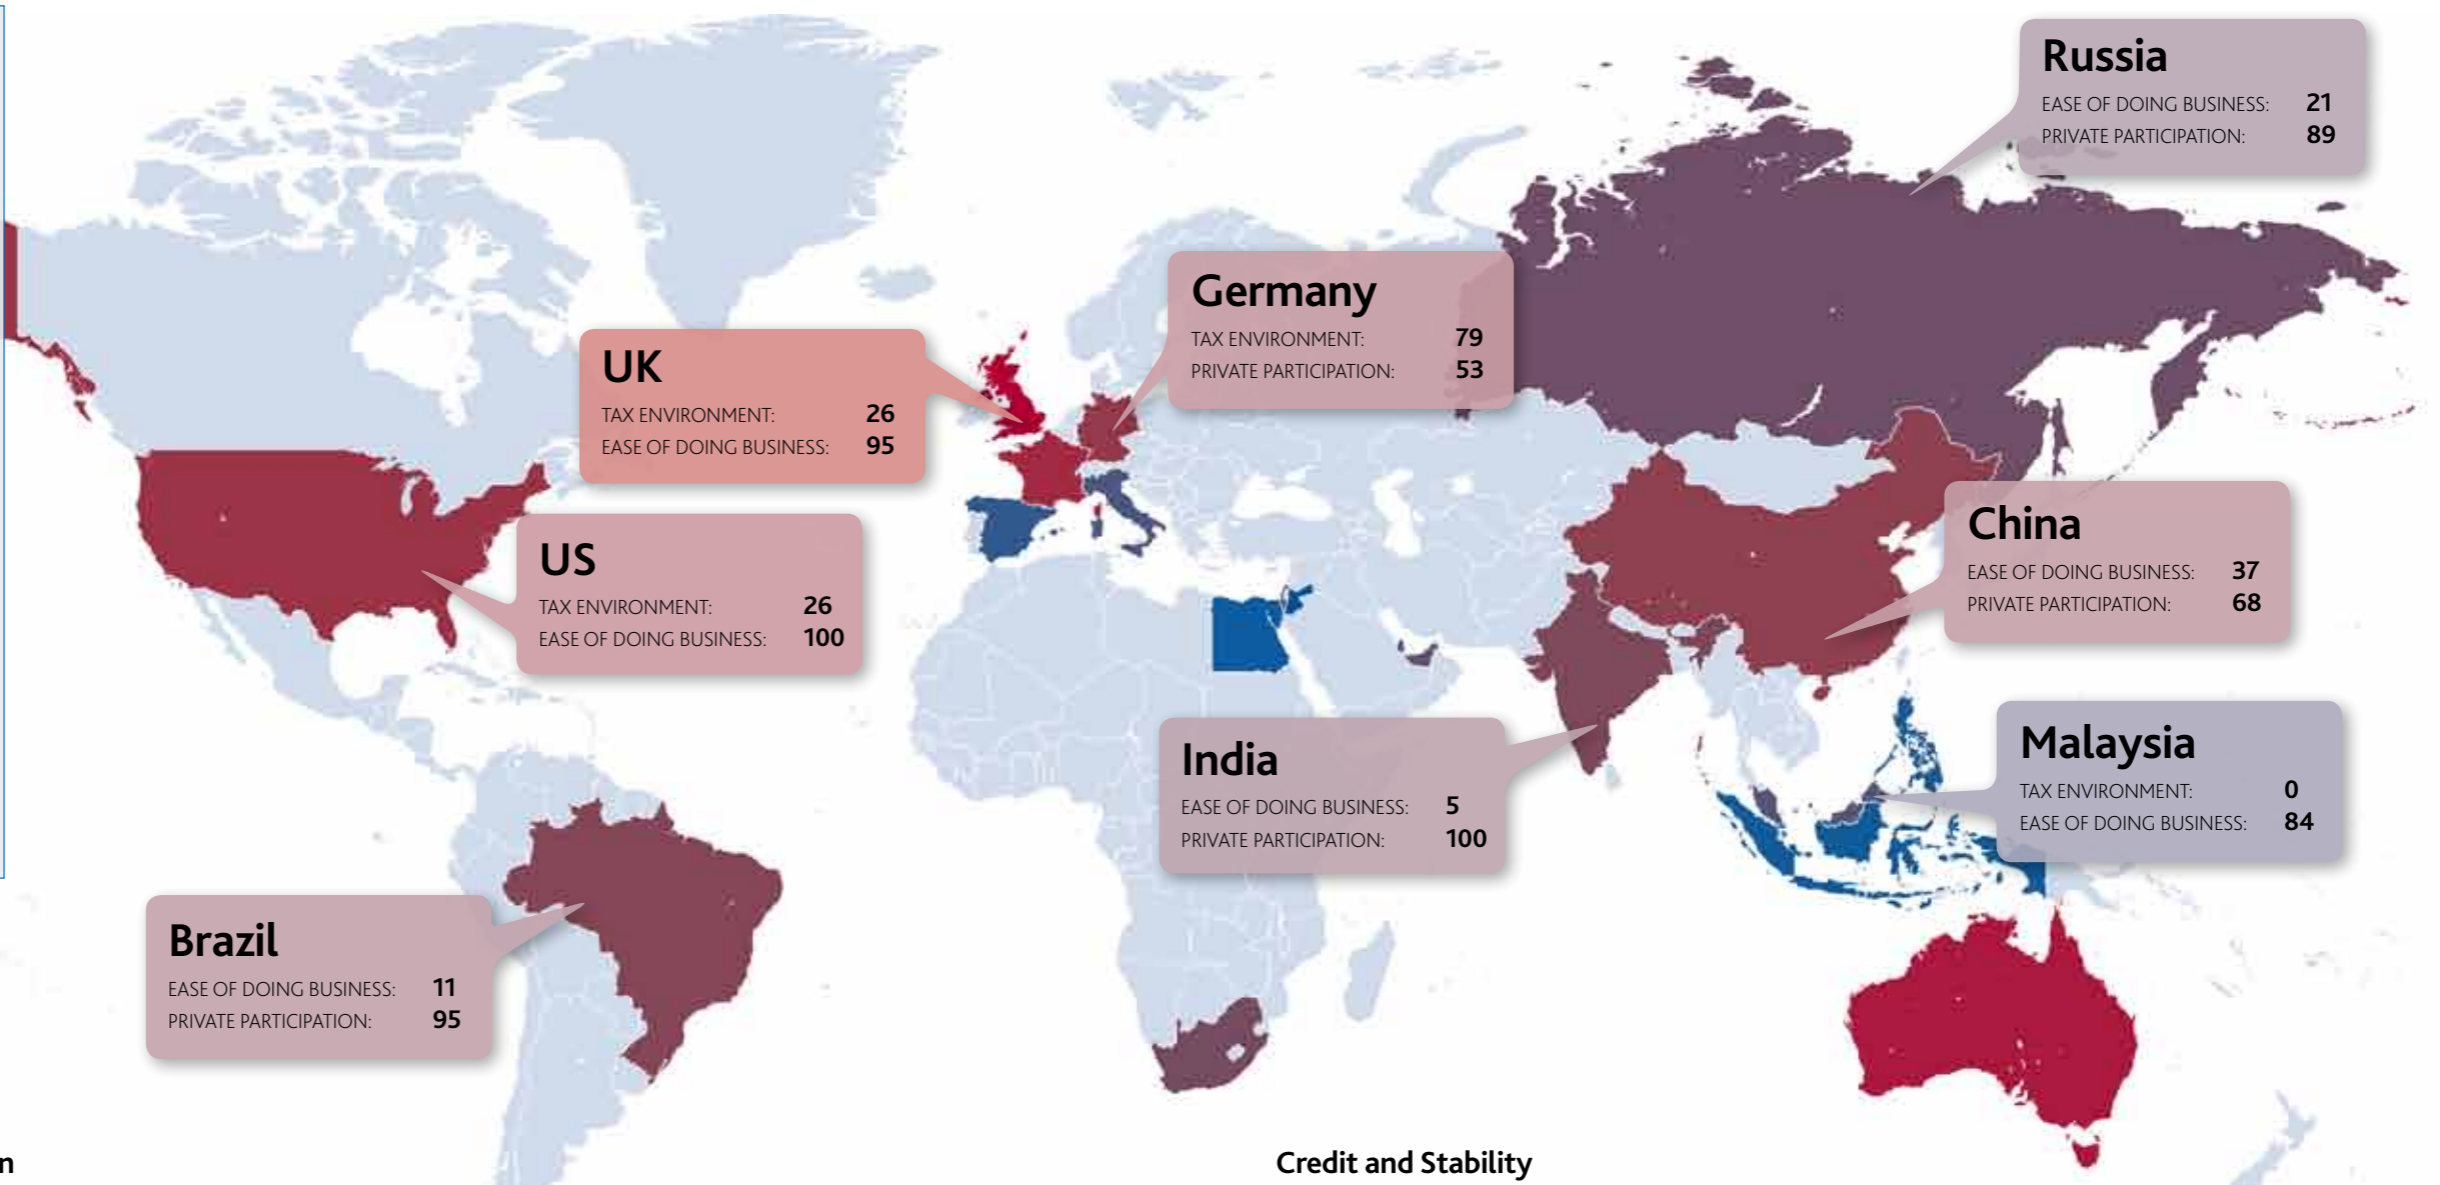 Russia
EASE OF DOING BUSINESS: 21
PRIVATE PARTICIPATION: 89
Germany
TAX ENVIRONMENT: 79
PRIVATE PARTICIPATION: 53
UK
TAX ENVIRONMENT: 26
EASE OF DOING BUSINESS: 95
US
TAX ENVIRONMENT: 26
EASE OF DOING BUSINESS: 100
China
EASE OF DOING BUSINESS: 37
PRIVATE PARTICIPATION: 68
Malaysia
TAX ENVIRONMENT: 0
EASE OF DOING BUSINESS: 84
India
EASE OF DOING BUSINESS: 5
PRIVATE PARTICIPATION: 100
Brazil
EASE OF DOING BUSINESS: 11
PRIVATE PARTICIPATION: 95
n
Credit and Stability